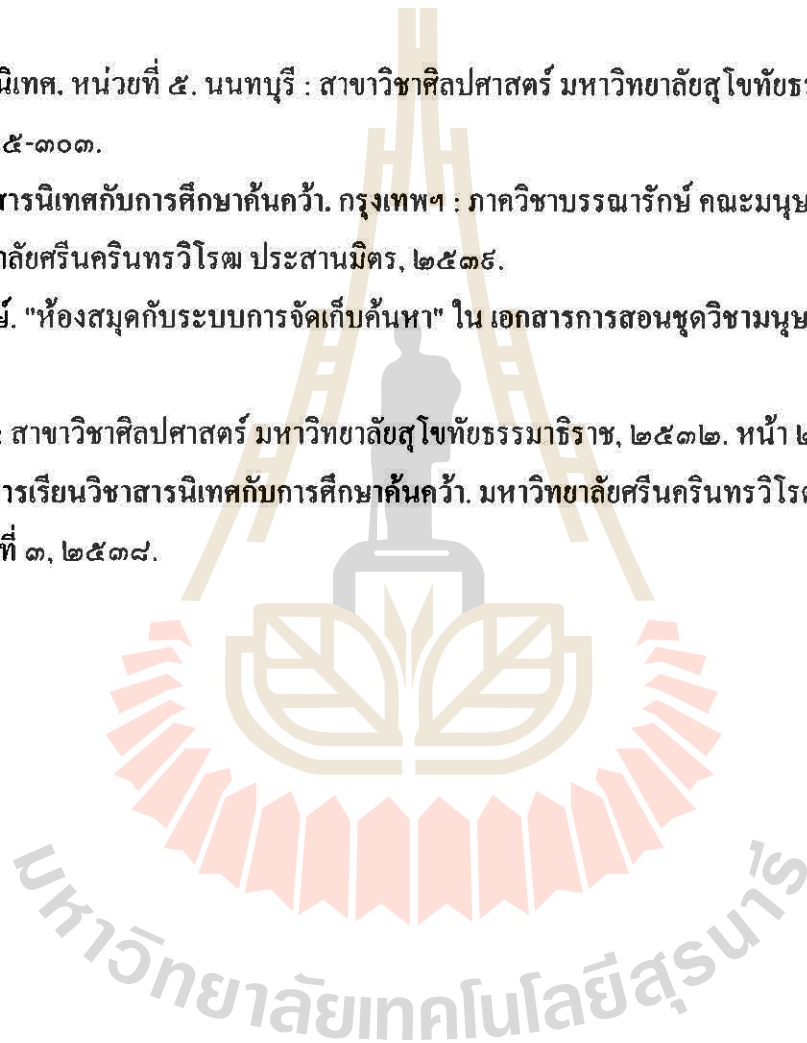 นิเทศ. หน่วยที่ ๕. นนทบุรี : สาขาวิชาศิลปศาสตร์ มหาวิทยาลัยสุโขทัยธร
๕-๓๐๓.
สารนิเทศกับการศึกษาค้นคว้า. กรุงเทพฯ : ภาควิชาบรรณารักษ์ คณะมนุษ
าลัยศรีนครินทรวิโรฒ ประสานมิตร, ๒๕๓๙.
ษ์. "ห้องสมุดกับระบบการจัดเก็บค้นหา" ใน เอกสารการสอนชุดวิชามนุษ
: สาขาวิชาศิลปศาสตร์ มหาวิทยาลัยสุโขทัยธรรมาธิราช, ๒๕๓๒. หน้า ๒
การเรียนวิชาสารนิเทศกับการศึกษาค้นคว้า. มหาวิทยาลัยศรีนครินทรวิโรฒ
ที่ ๓, ๒๕๓๘.
มหาวิทยาลัยเทคโนโลยีสุรนารี